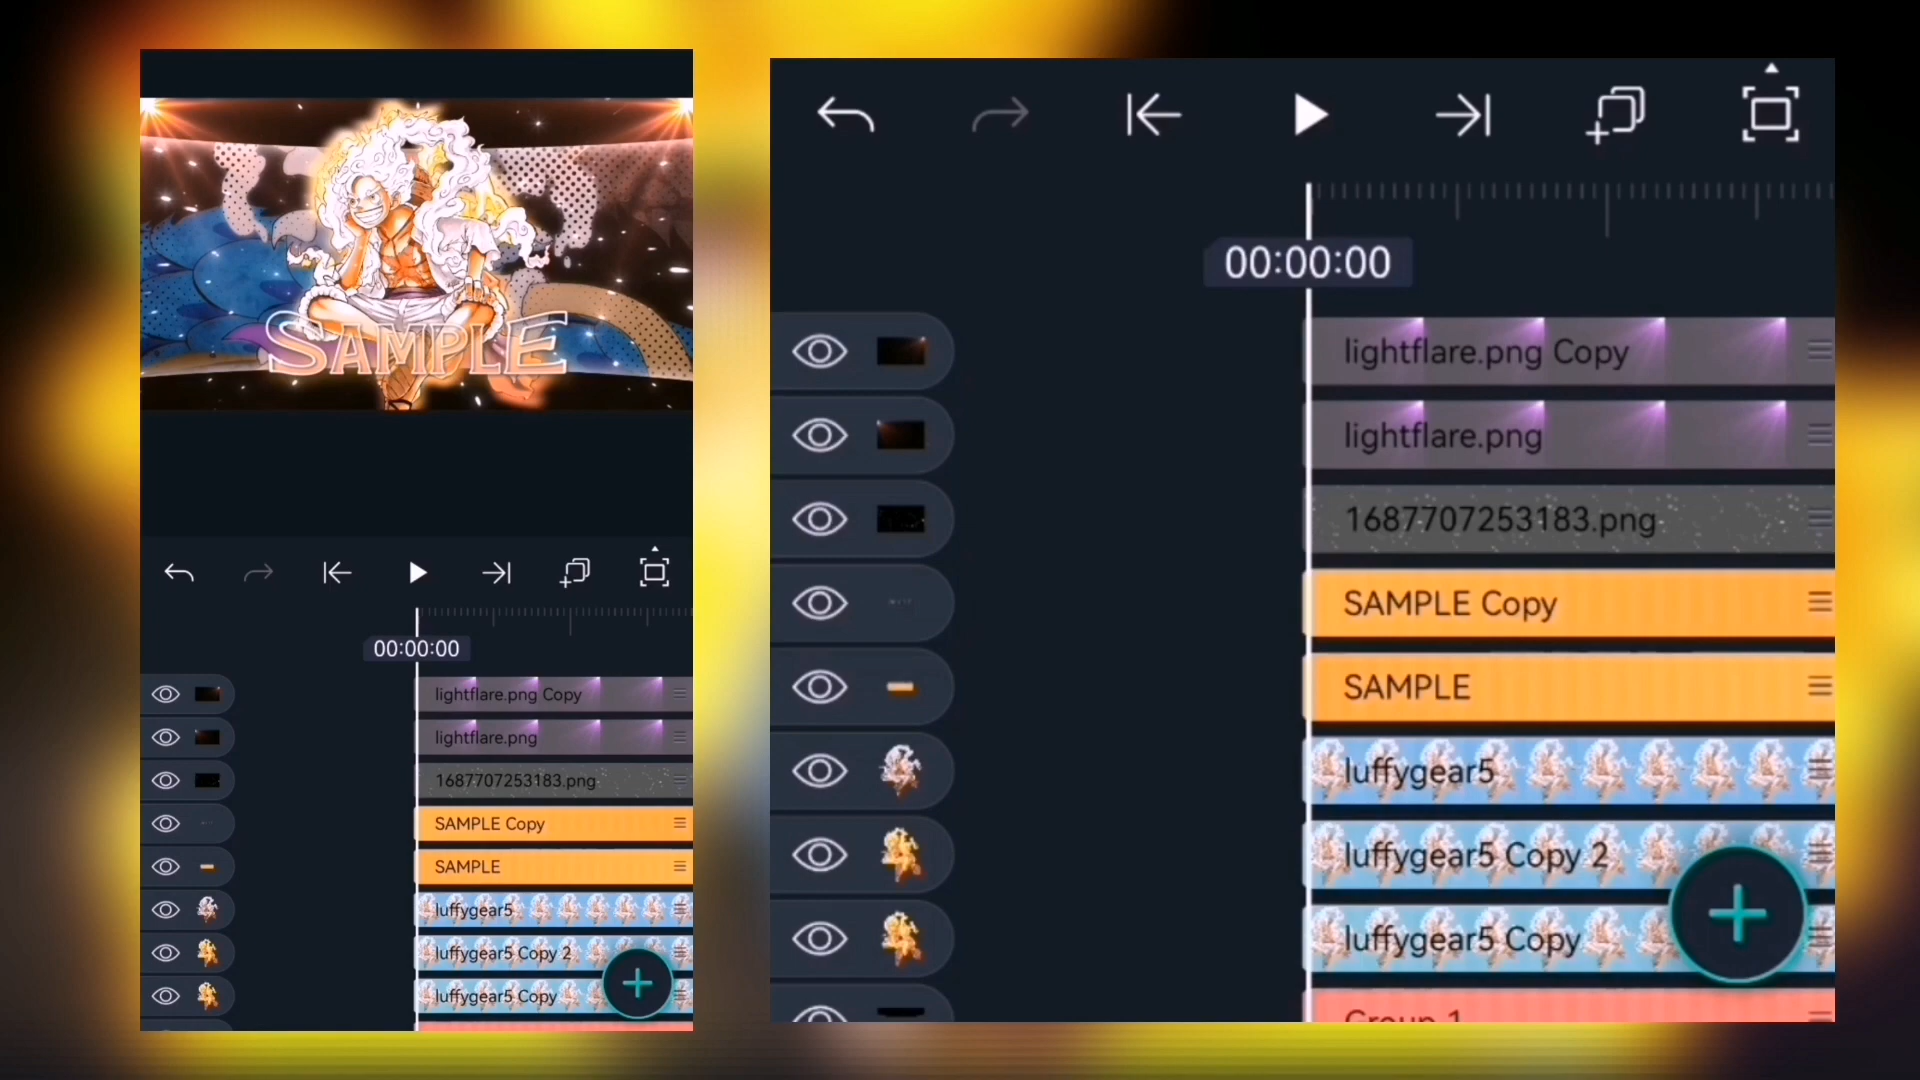 SAMPLE
00:00:00
lightflare.png Copy
lightflare.png
1687707253183.png
SAMPLE Copy
SAMPLE
luffygear5
luffygear5 Copy 2
luffygear5 Copy
00:00:00
lightflare.png Copy
lightflare.png
1687707253183.png
SAMPLE Copy
SAMPLE
luffygear5
luffygear5 Copy 2
luffygear5 Copy
Group 1